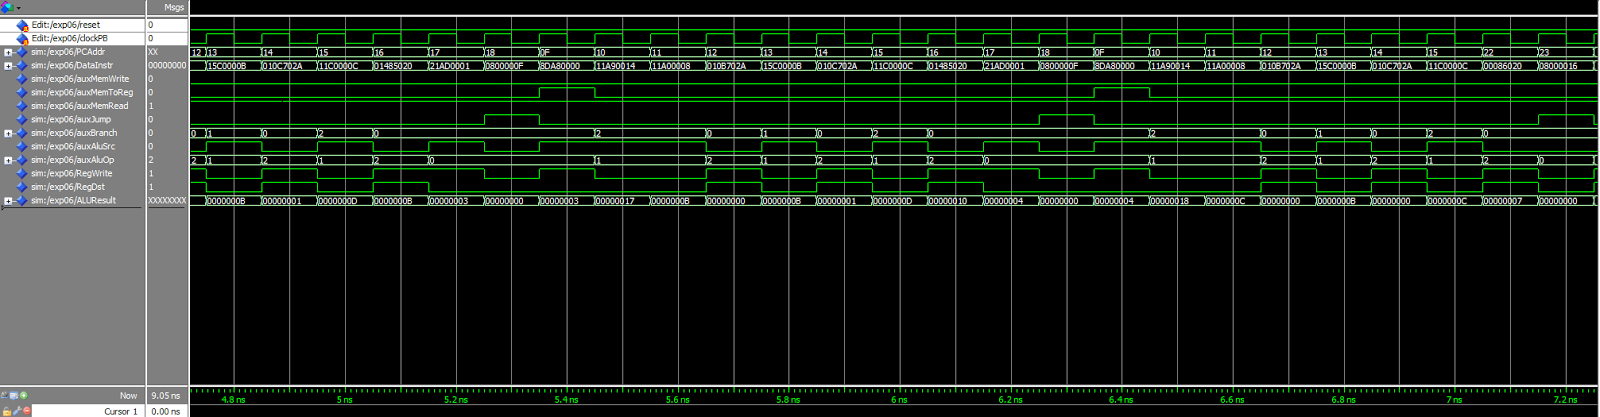 Msgs
Edit:/exp06/reset 0
Edit:/exp06/clockPB 0
sim:/exp06/PCAddr XX 12 13 14 15 16 17 18 0F 10 11 12 13 14 15 16 17 18 0F 10 11 12 13 14 15 22 23
sim:/exp06/DataInstr 00000000 15C0000B 010C702A 11C0000C 01485020 21AD0001 0800000F 8DA80000 11A90014 11A00008 010B702A 15C0000B 010C702A 11C0000C 01485020 21AD0001 0800000F 8DA80000 11A90014 11A00008 010B702A 15C0000B 010C702A 11C0000C 00086020 08000016
sim:/exp06/auxMemWrite 0
sim:/exp06/auxMemToReg 0
sim:/exp06/auxMemRead 1
sim:/exp06/auxJump 0
sim:/exp06/auxBranch 0 0 1 0 2 0 2 0 1 0 2 0 2 0 1 0 2 0
sim:/exp06/auxAluSrc 0
sim:/exp06/auxAluOp 2 2 1 2 1 2 0 1 2 1 2 1 2 0 1 2 1 2 1 2 0
sim:/exp06/RegWrite 1
sim:/exp06/RegDst 1
sim:/exp06/ALUResult XXXXXXXX 0000000B 00000001 0000000D 0000000B 00000003 00000000 00000003 00000017 0000000B 00000000 0000000B 00000001 0000000D 00000010 00000004 00000000 00000004 00000018 0000000C 00000000 0000000B 00000000 0000000C 00000007 00000000
Now 9.05 ns 4.8 ns 5 ns 5.2 ns 5.4 ns 5.6 ns 5.8 ns 6 ns 6.2 ns 6.4 ns 6.6 ns 6.8 ns 7 ns 7.2 ns
Cursor 1 0.00 ns